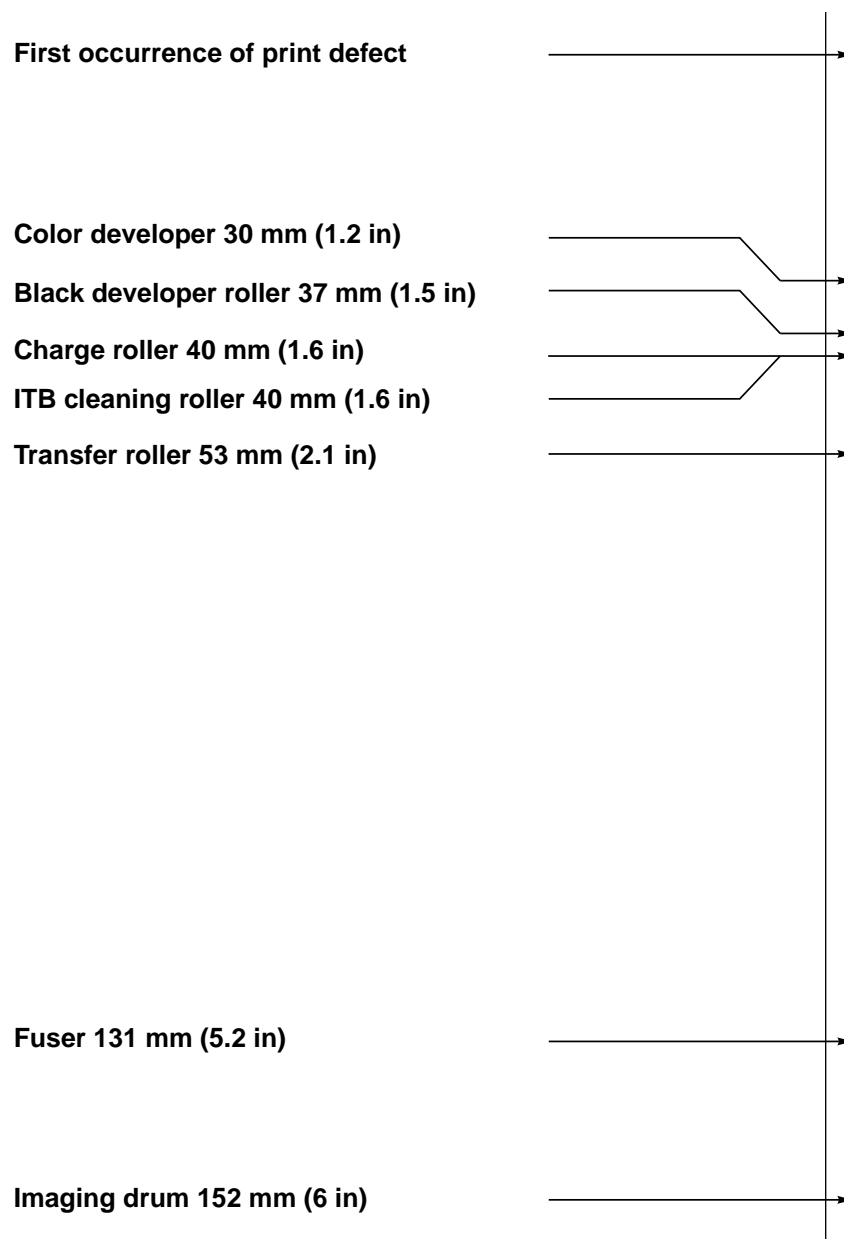 First occurrence of print defect
Color developer 30 mm (1.2 in)
Black developer roller 37 mm (1.5 in)
Charge roller 40 mm (1.6 in)
ITB cleaning roller 40 mm (1.6 in)
Transfer roller 53 mm (2.1 in)
Fuser 131 mm (5.2 in)
Imaging drum 152 mm (6 in)